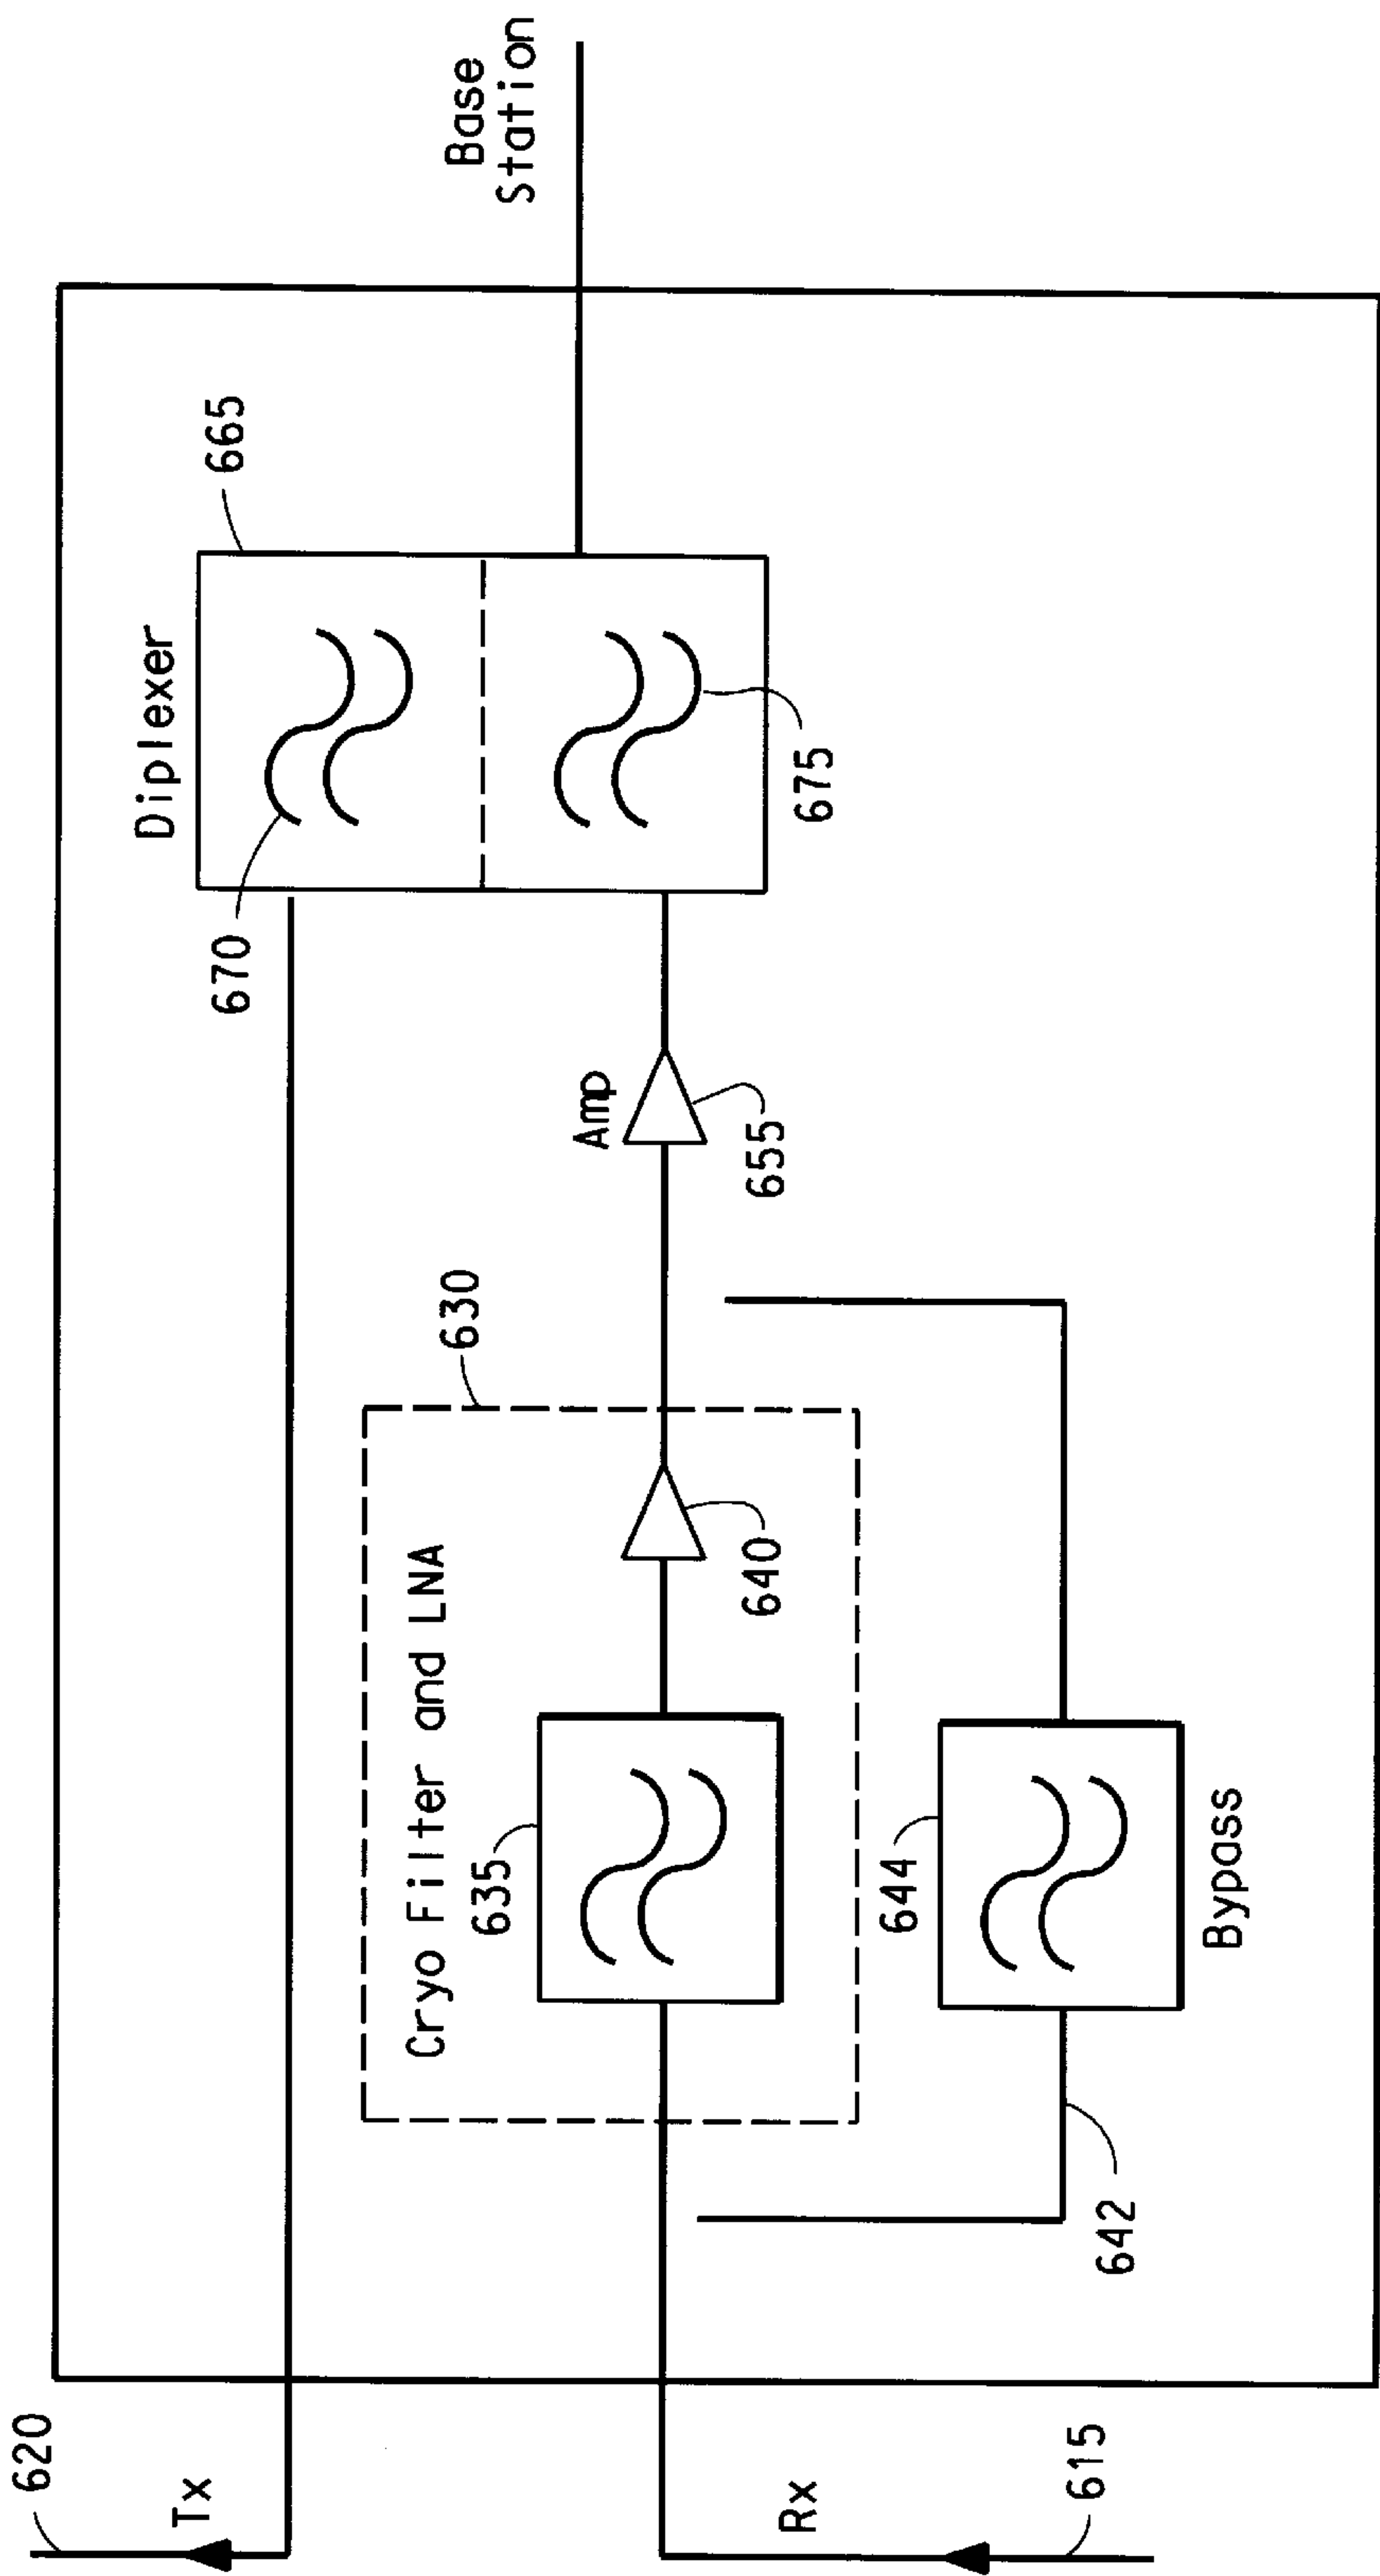 620
Tx
Diplexer
665
670
Base
Station
Cryo Filter and LNA
630
635
640
Amp
655
675
Rx
615
644
642
Bypass